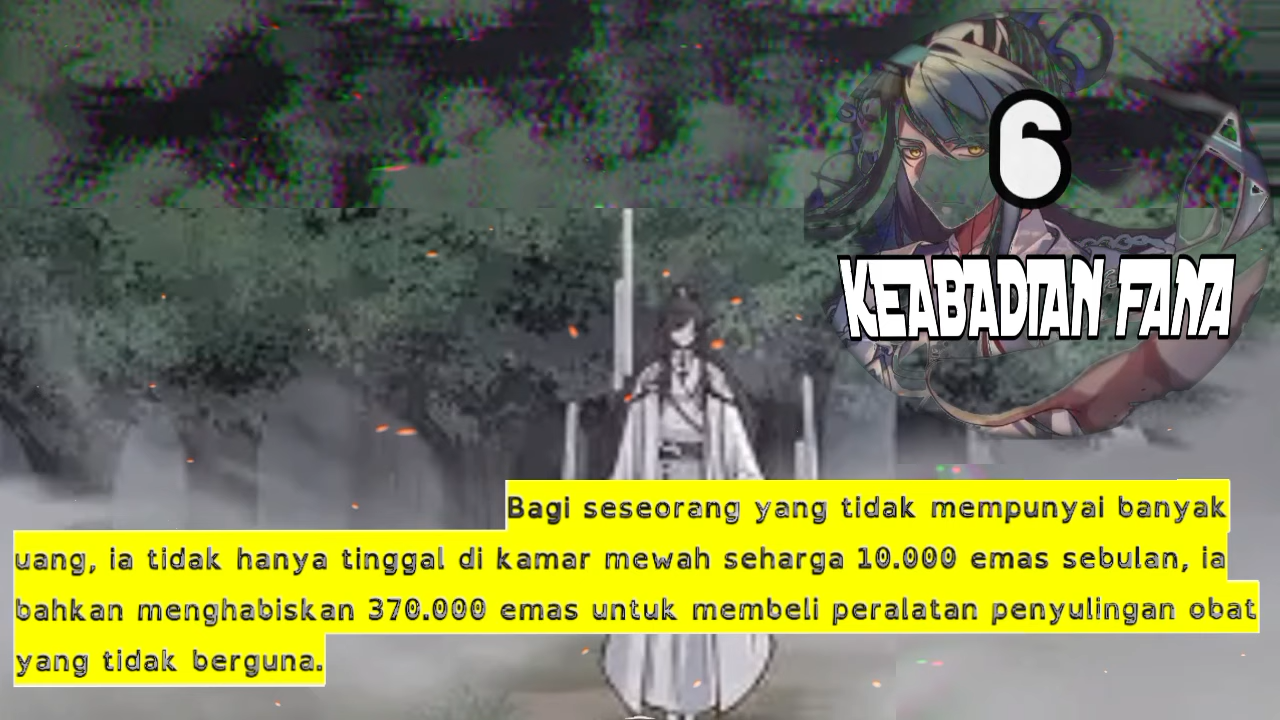 6
KEABADIAN FANA
Bagi seseorang yang tidak mempunyai banyak
uang, ia tidak hanya tinggal di kamar mewah seharga 10.000 emas sebulan, ia
bahkan menghabiskan 370.000 emas untuk membeli peralatan penyulingan obat
yang tidak berguna.